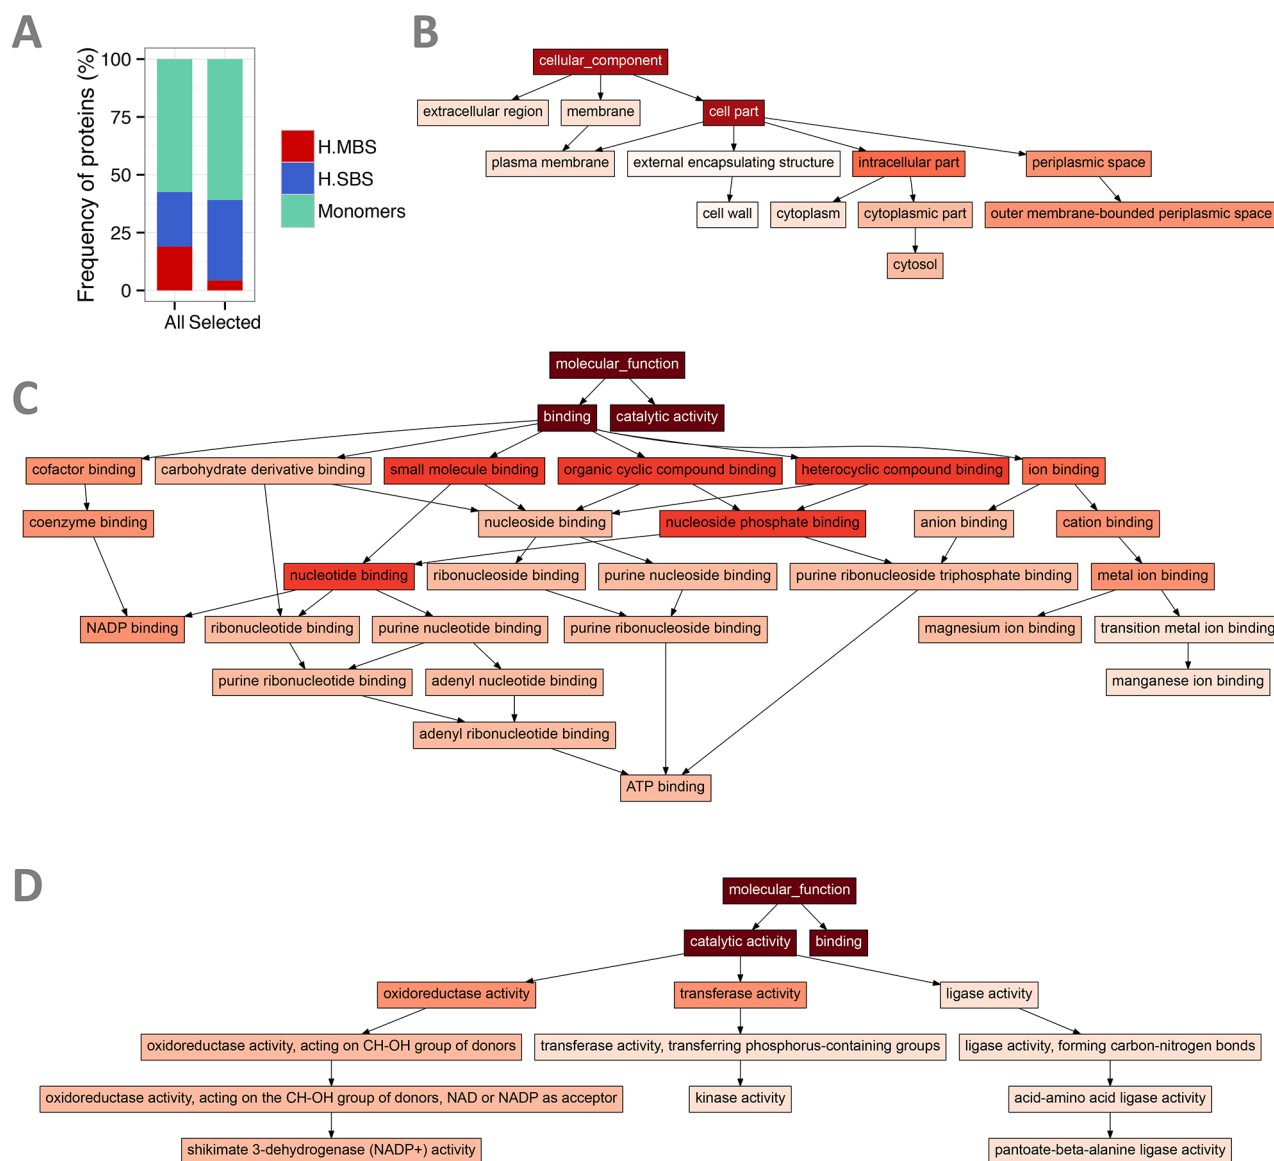 A
B
Frequency of proteins (%)
100
75
50
25
0
All Selected
H.MBS
H.SBS
Monomers
cellular_component
extracellular region
membrane
cell part
plasma membrane
external encapsulating structure
intracellular part
periplasmic space
cell wall
cytoplasm
cytoplasmic part
outer membrane-bounded periplasmic space
cytosol
C
molecular_function
binding
catalytic activity
cofactor binding
carbohydrate derivative binding
small molecule binding
organic cyclic compound binding
heterocyclic compound binding
ion binding
coenzyme binding
nucleoside binding
nucleoside phosphate binding
anion binding
cation binding
nucleotide binding
ribonucleoside binding
purine nucleoside binding
purine ribonucleoside triphosphate binding
metal ion binding
NADP binding
ribonucleotide binding
purine nucleotide binding
purine ribonucleoside binding
magnesium ion binding
transition metal ion binding
purine ribonucleotide binding
adenyl nucleotide binding
manganese ion binding
adenyl ribonucleotide binding
ATP binding
D
molecular_function
catalytic activity
binding
oxidoreductase activity
transferase activity
ligase activity
oxidoreductase activity, acting on CH-OH group of donors
transferase activity, transferring phosphorus-containing groups
ligase activity, forming carbon-nitrogen bonds
oxidoreductase activity, acting on the CH-OH group of donors, NAD or NADP as acceptor
kinase activity
acid-amino acid ligase activity
shikimate 3-dehydrogenase (NADP+) activity
pantoate-beta-alanine ligase activity